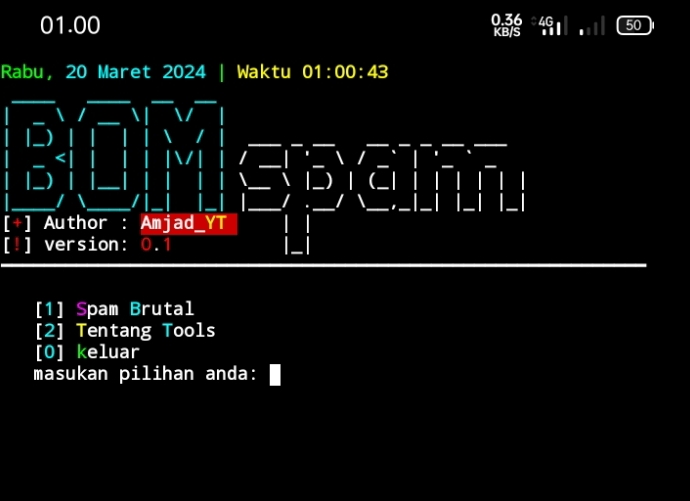 01.00 0.36 KB/S 4G 50
Rabu, 20 Maret 2024 | Waktu 01:00:43
BOM spam
[+] Author : Amjad_YT
[!] version: 0.1
[1] Spam Brutal
[2] Tentang Tools
[0] keluar
masukan pilihan anda: